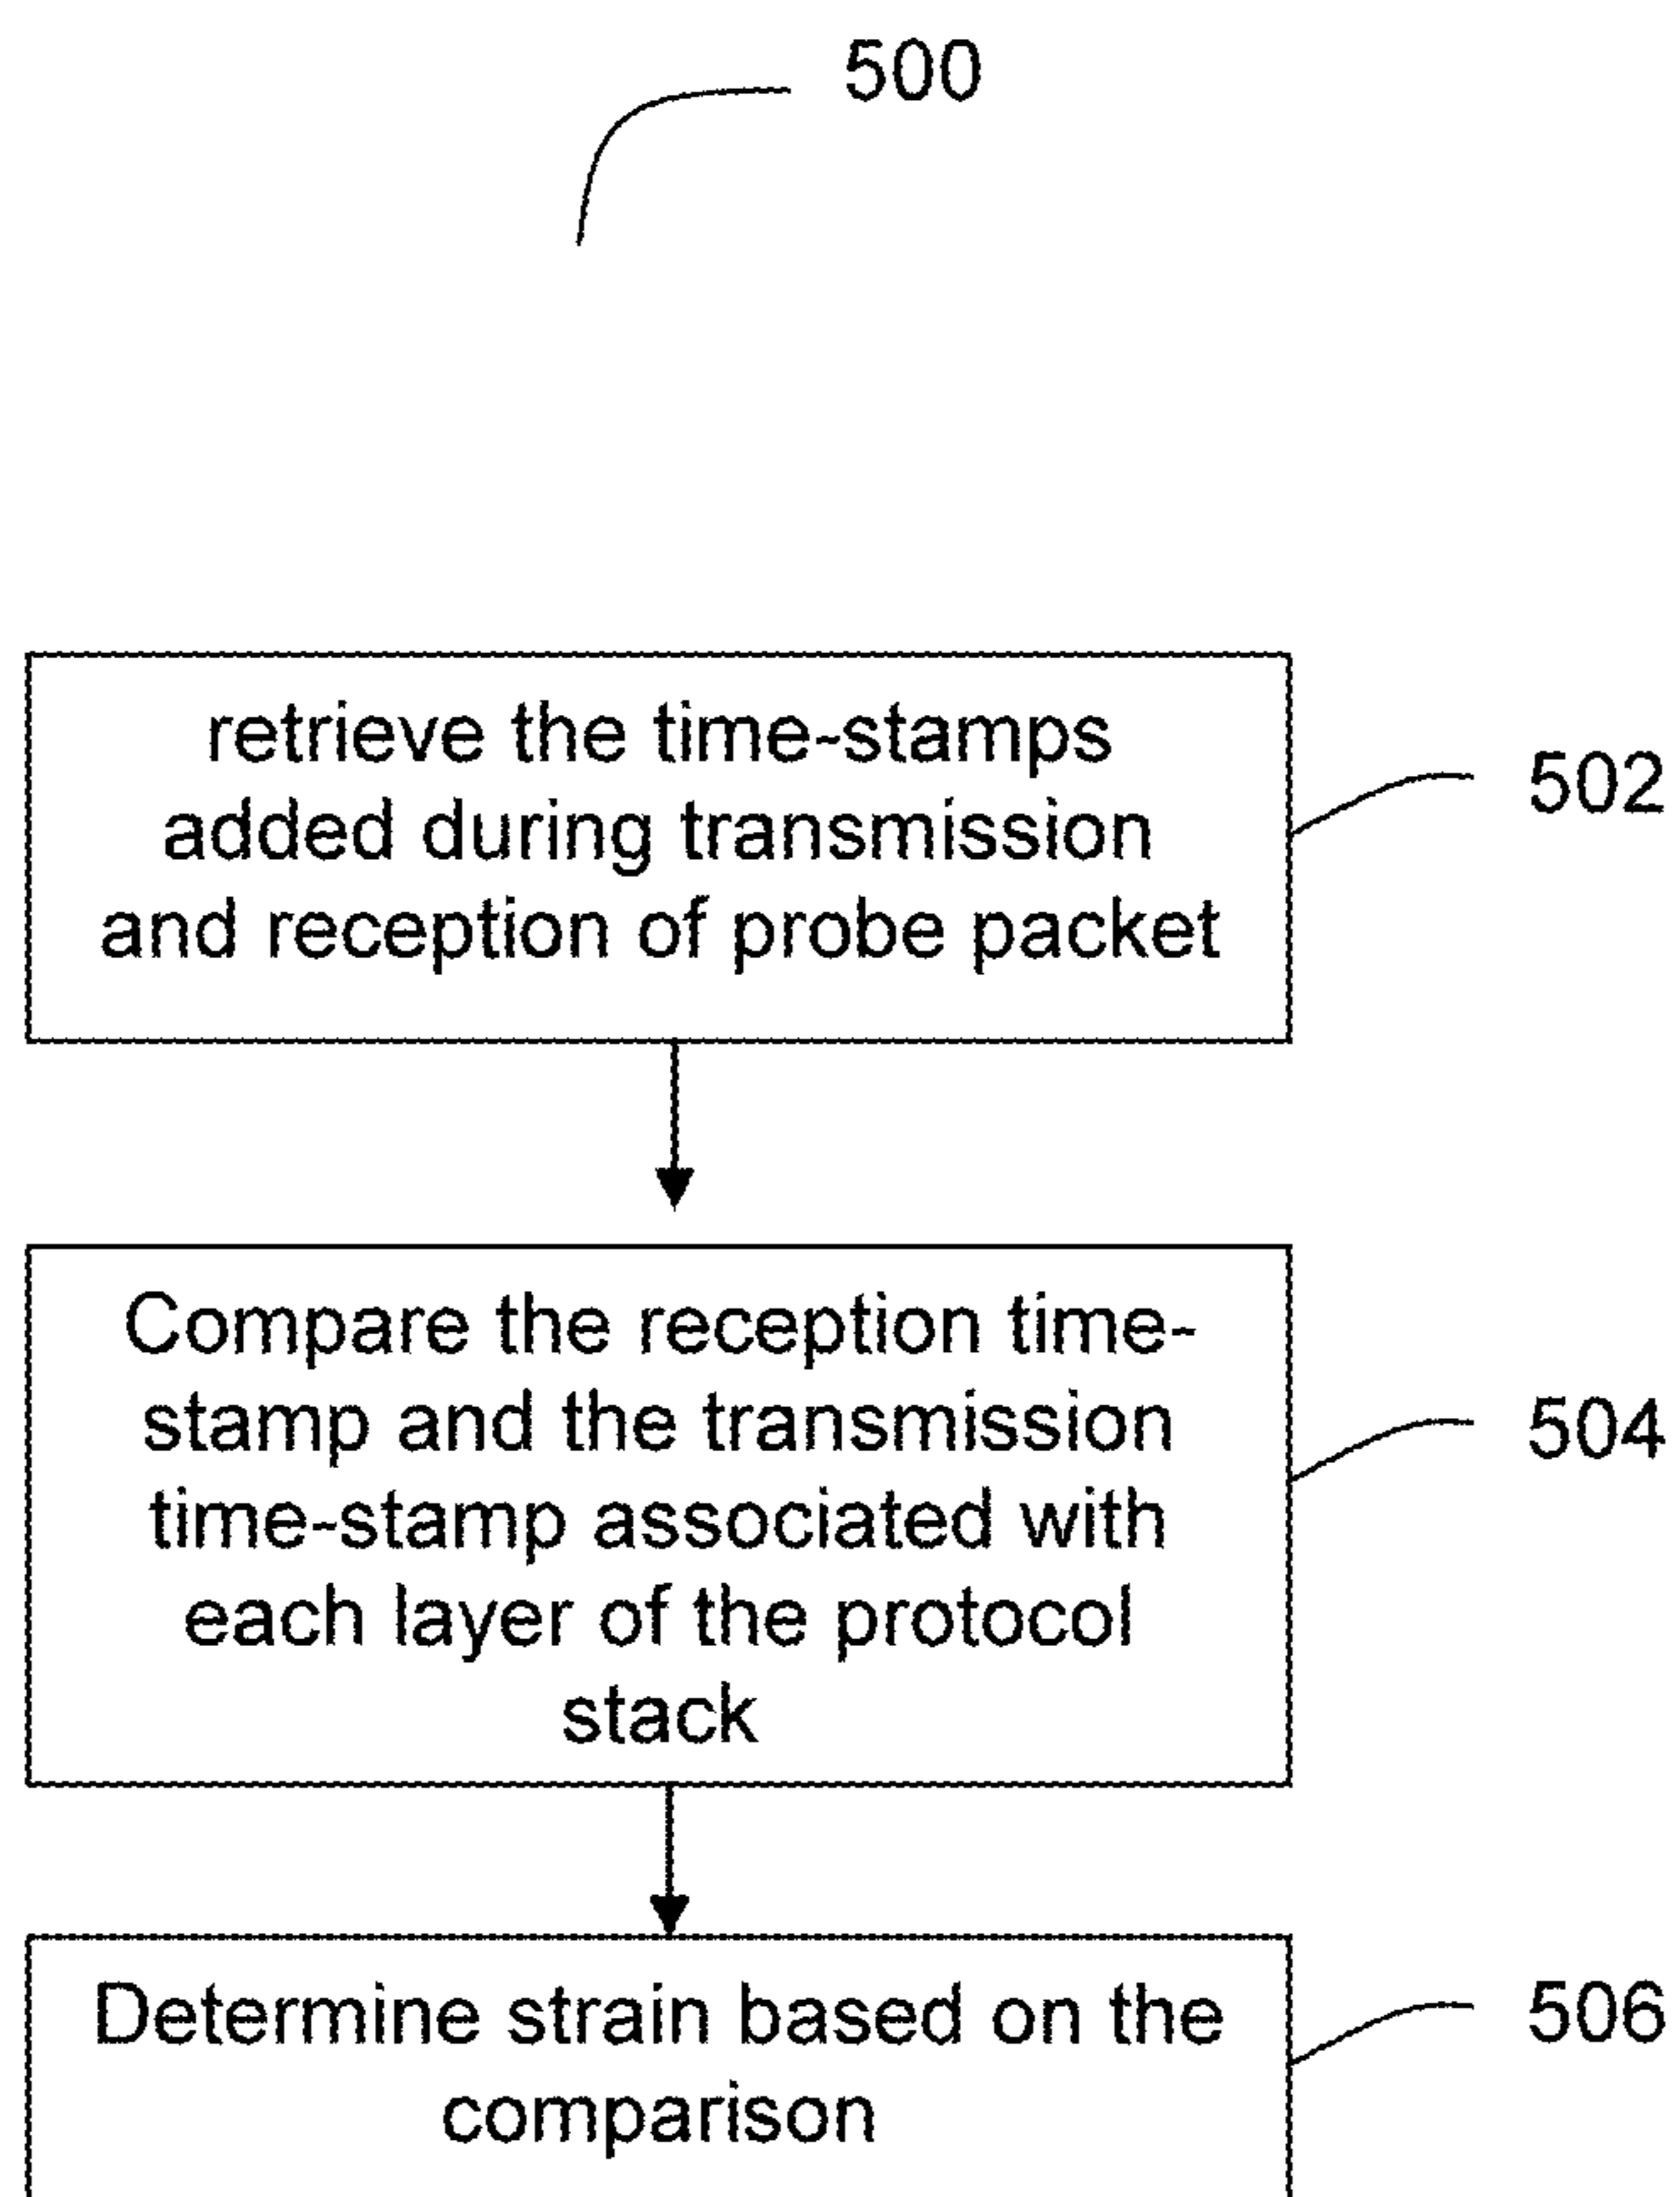 500
retrieve the time-stamps
added during transmission
and reception of probe packet
502
Compare the reception time-
stamp and the transmission
time-stamp associated with
each layer of the protocol
stack
504
Determine strain based on the
comparison
506